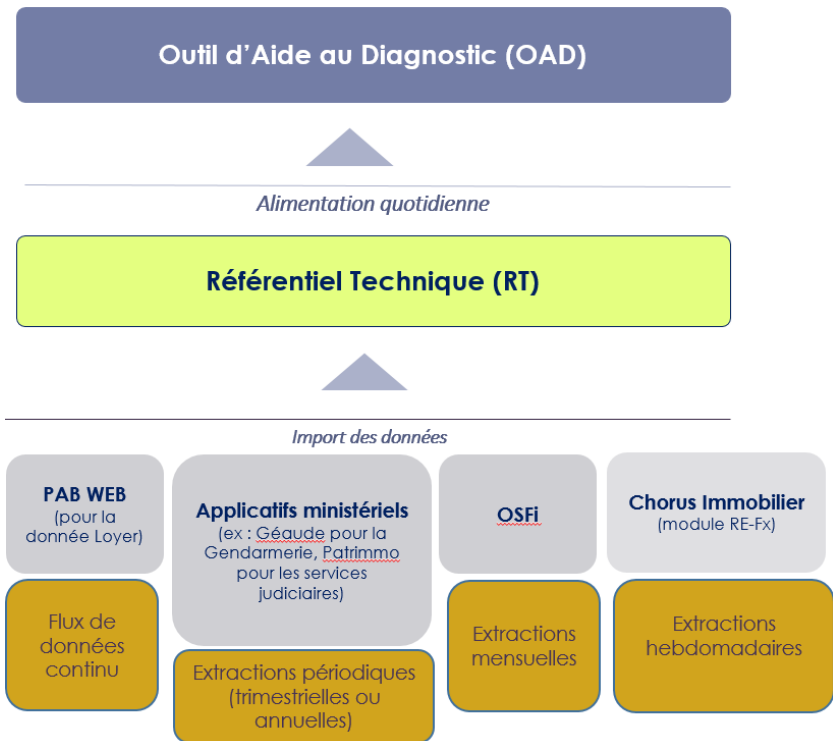 Outil d'Aide au Diagnostic (OAD)
Alimentation quotidienne
Référentiel Technique (RT)
Import des données
PAB WEB
(pour la
donnée Loyer)
Flux de
données
continu
Applicatifs ministériels
(ex : Géaude pour la
Gendarmerie, Patrimmo
pour les services
judiciaires)
Extractions périodiques
(trimestrielles ou
annuelles)
OSFi
Extractions
mensuelles
Chorus Immobilier
(module RE-Fx)
Extractions
hebdomadaires